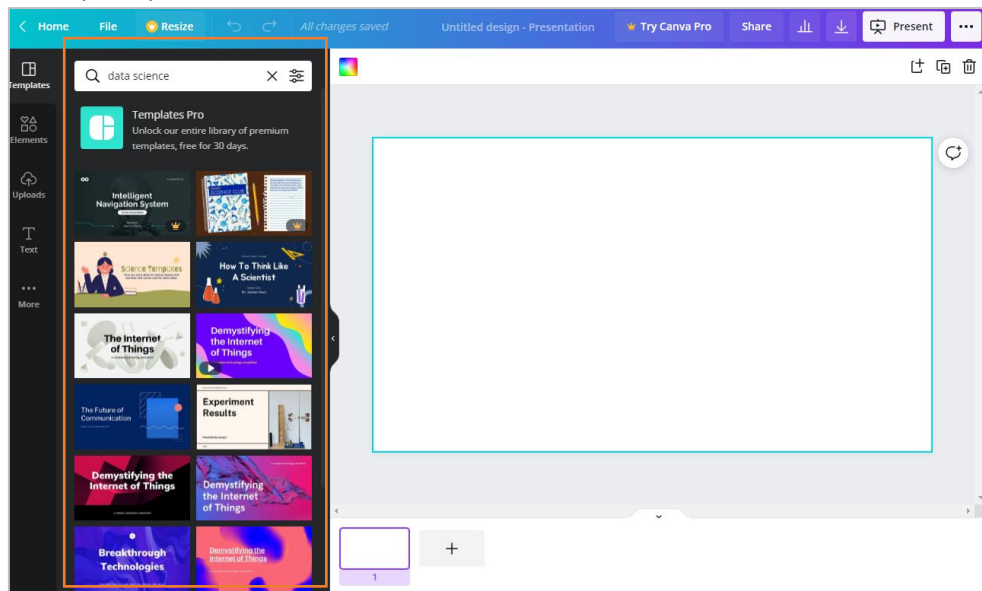 Home File Resize All changes saved Untitled design - Presentation Try Canva Pro Share Present
Templates
Elements
Uploads
Text
More
data science
Templates Pro
Unlock our entire library of premium
templates, free for 30 days.
Intelligent
Navigation System
SCIENCE CLUB
Science Templates
How To Think Like
A Scientist
The Internet
of Things
Demystifying
the Internet
of Things
The Future of
Communication
Experiment
Results
Demystifying the
Internet of Things
Demystifying
the Internet
of Things
Breakthrough
Technologies
Demystifying the
Internet of Things
1